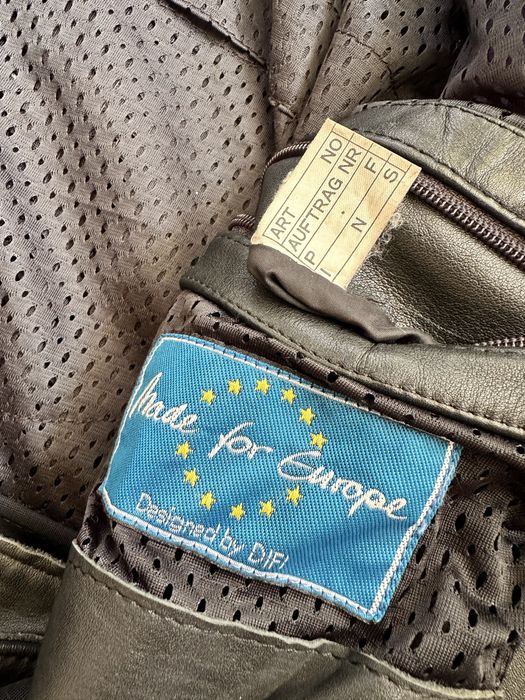 ART NO
AUFTRAG NR
P . F
I N S
Made for Europe
Designed by DIFI